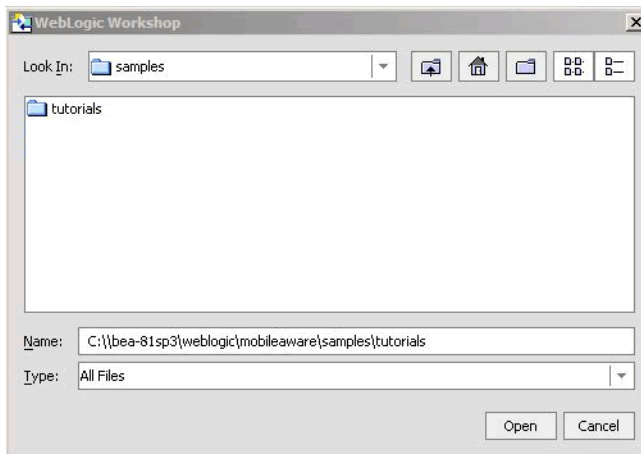 WebLogic Workshop
Look In: samples
tutorials
Name: C:\\bea-81sp3\weblogic\mobileaware\samples\tutorials
Type: All Files
Open Cancel